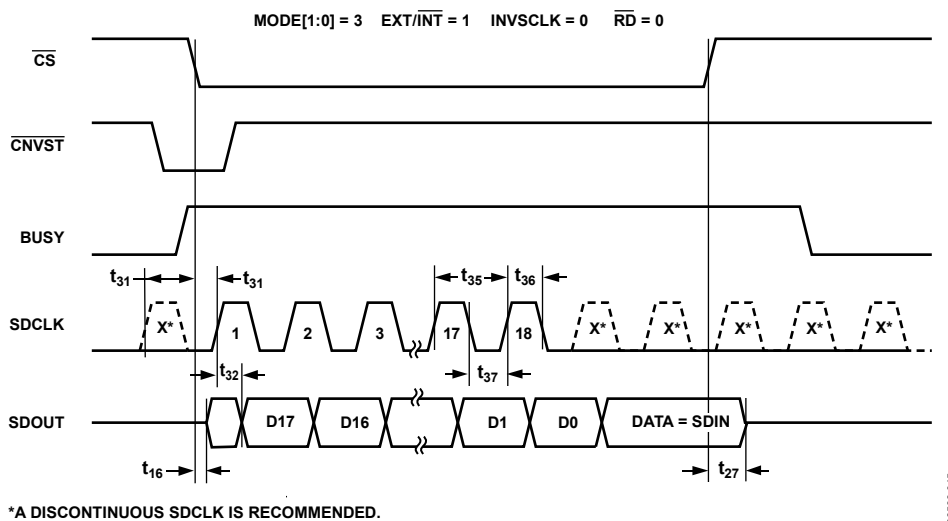 MODE[1:0] = 3 EXT/INT = 1 INVSCLK = 0 RD = 0
CS
CNVST
BUSY
t31 t31 t35 t36
SDCLK X* 1 2 3 17 18 X* X* X* X* X*
t32 t37
SDOUT D17 D16 D1 D0 DATA = SDIN
t16 t27
*A DISCONTINUOUS SDCLK IS RECOMMENDED.